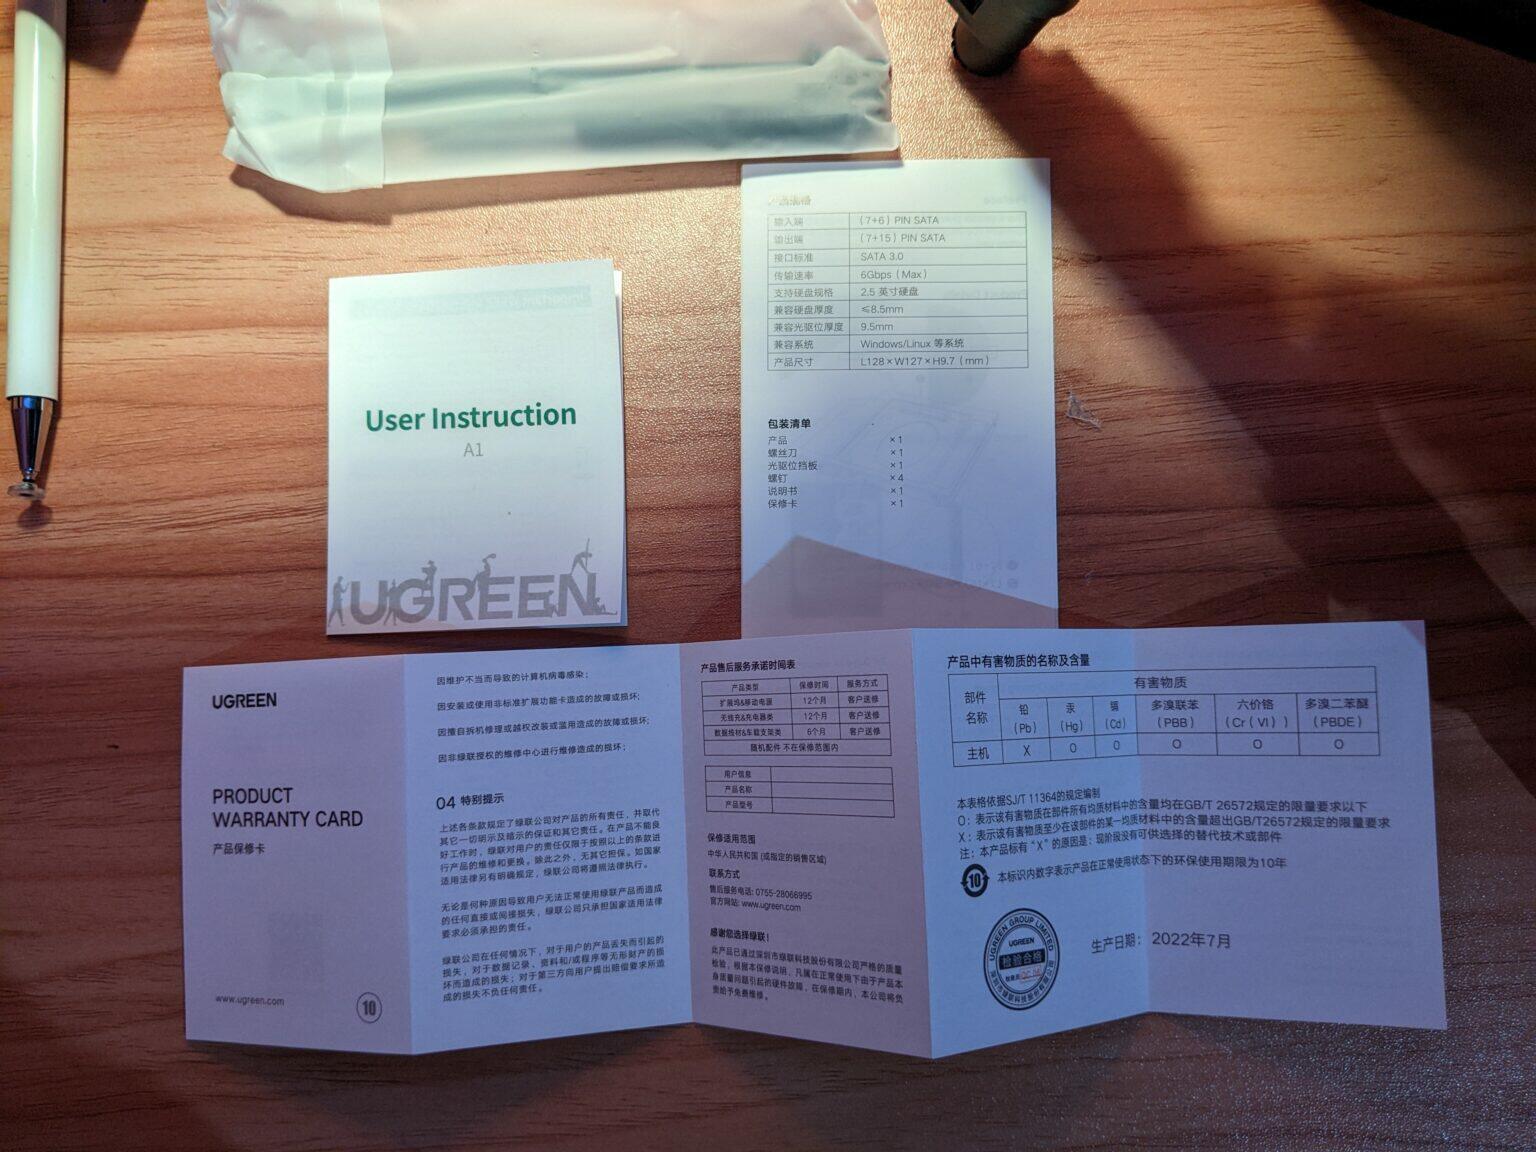 User Instruction
A1
UGREEN
产品规格
输入端 （7+6）PIN SATA
输出端 （7+15）PIN SATA
接口标准 SATA 3.0
传输速率 6Gbps（Max）
支持硬盘规格 2.5 英寸硬盘
兼容硬盘厚度 ≤8.5mm
兼容光驱位厚度 9.5mm
兼容系统 Windows/Linux 等系统
产品尺寸 L128×W127×H9.7（mm）
包装清单
产品 ×1
螺丝刀 ×1
光驱位挡板 ×1
螺钉 ×4
说明书 ×1
保修卡 ×1
UGREEN
PRODUCT
WARRANTY CARD
产品保修卡
www.ugreen.com
10
因维护不当而导致的计算机病毒感染；
因安装或使用非标准扩展功能卡造成的故障或损坏；
因擅自拆机修理或越权改装或滥用造成的故障或损坏；
因非绿联授权的维修中心进行维修造成的损坏；
04 特别提示
上述各条款规定了绿联公司对产品的所有责任，并取代
其它一切明示及暗示的保证和其它责任。在产品不能良
好工作时，绿联对用户的责任仅限于按照以上的条款进
行产品的维修和更换。除此之外，无其它担保。如国家
适用法律另有明确规定，绿联公司将遵照法律执行。
无论是何种原因导致用户无法正常使用绿联产品而造成
的任何直接或间接损失，绿联公司只承担国家适用法律
要求必须承担的责任。
绿联公司在任何情况下，对于用户的产品丢失而引起的
损失，对于数据记录、资料和/或程序等无形财产的损
坏而造成的损失；对于第三方向用户提出赔偿要求所造
成的损失不负任何责任。
产品售后服务承诺时间表
产品类型 保修时间 服务方式
扩展坞&移动电源 12个月 客户送修
无线充&充电器类 12个月 客户送修
数据线材&车载支架类 6个月 客户送修
随机配件 不在保修范围内
用户信息
产品名称
产品型号
保修适用范围
中华人民共和国（或指定的销售区域）
联系方式
售后服务电话: 0755-28066995
官方网站: www.ugreen.com
感谢您选择绿联！
此产品已通过深圳市绿联科技股份有限公司严格的质量
检验，根据本保修说明，凡属在正常使用下由于产品本
身质量问题引起的硬件故障，在保修期内，本公司将负
责给予免费维修。
产品中有害物质的名称及含量
部件名称 有害物质
铅（Pb） 汞（Hg） 镉（Cd） 多溴联苯（PBB） 六价铬（Cr（VI）） 多溴二苯醚（PBDE）
主机 X O O O O O
本表格依据SJ/T 11364的规定编制
O：表示该有害物质在部件所有均质材料中的含量均在GB/T 26572规定的限量要求以下
X：表示该有害物质至少在该部件的某一均质材料中的含量超出GB/T26572规定的限量要求
注：本产品标有“X”的原因是：现阶段没有可供选择的替代技术或部件
10 本标识内数字表示产品在正常使用状态下的环保使用期限为10年
UGREEN GROUP LIMITED
UGREEN
检验合格
生产日期： 2022年7月